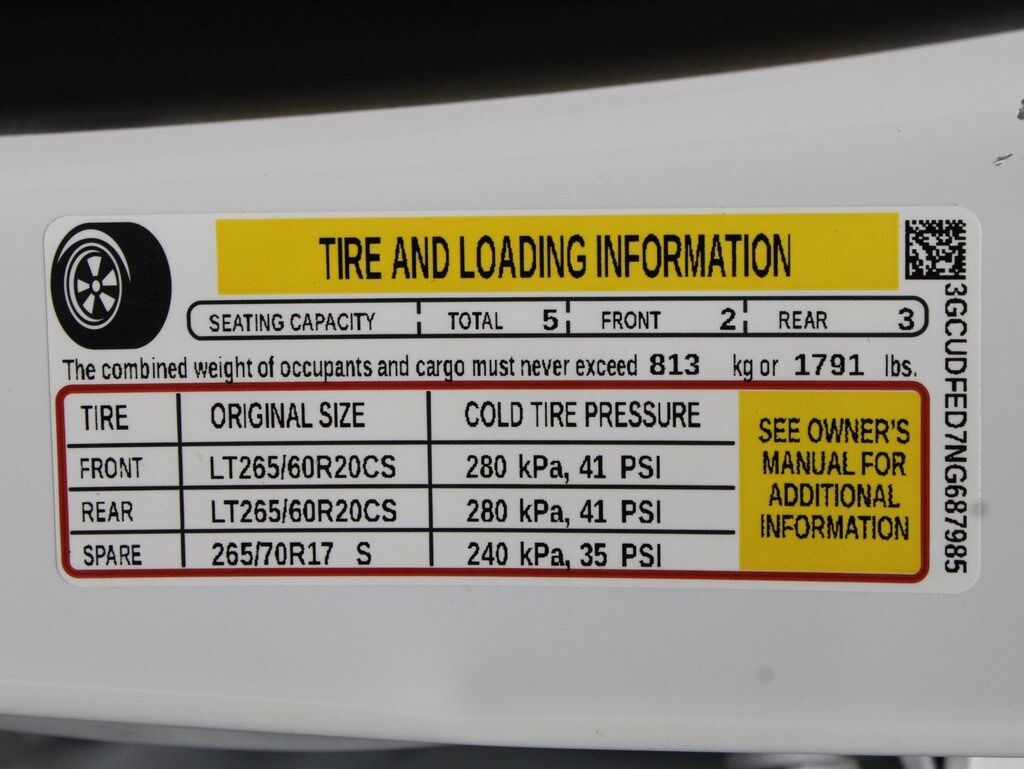 TIRE AND LOADING INFORMATION
SEATING CAPACITY TOTAL 5 FRONT 2 REAR 3
The combined weight of occupants and cargo must never exceed 813 kg or 1791 lbs.
TIRE ORIGINAL SIZE COLD TIRE PRESSURE
FRONT LT265/60R20CS 280 kPa, 41 PSI
REAR LT265/60R20CS 280 kPa, 41 PSI
SPARE 265/70R17 S 240 kPa, 35 PSI
SEE OWNER'S
MANUAL FOR
ADDITIONAL
INFORMATION
3GCUDFED7NG687985